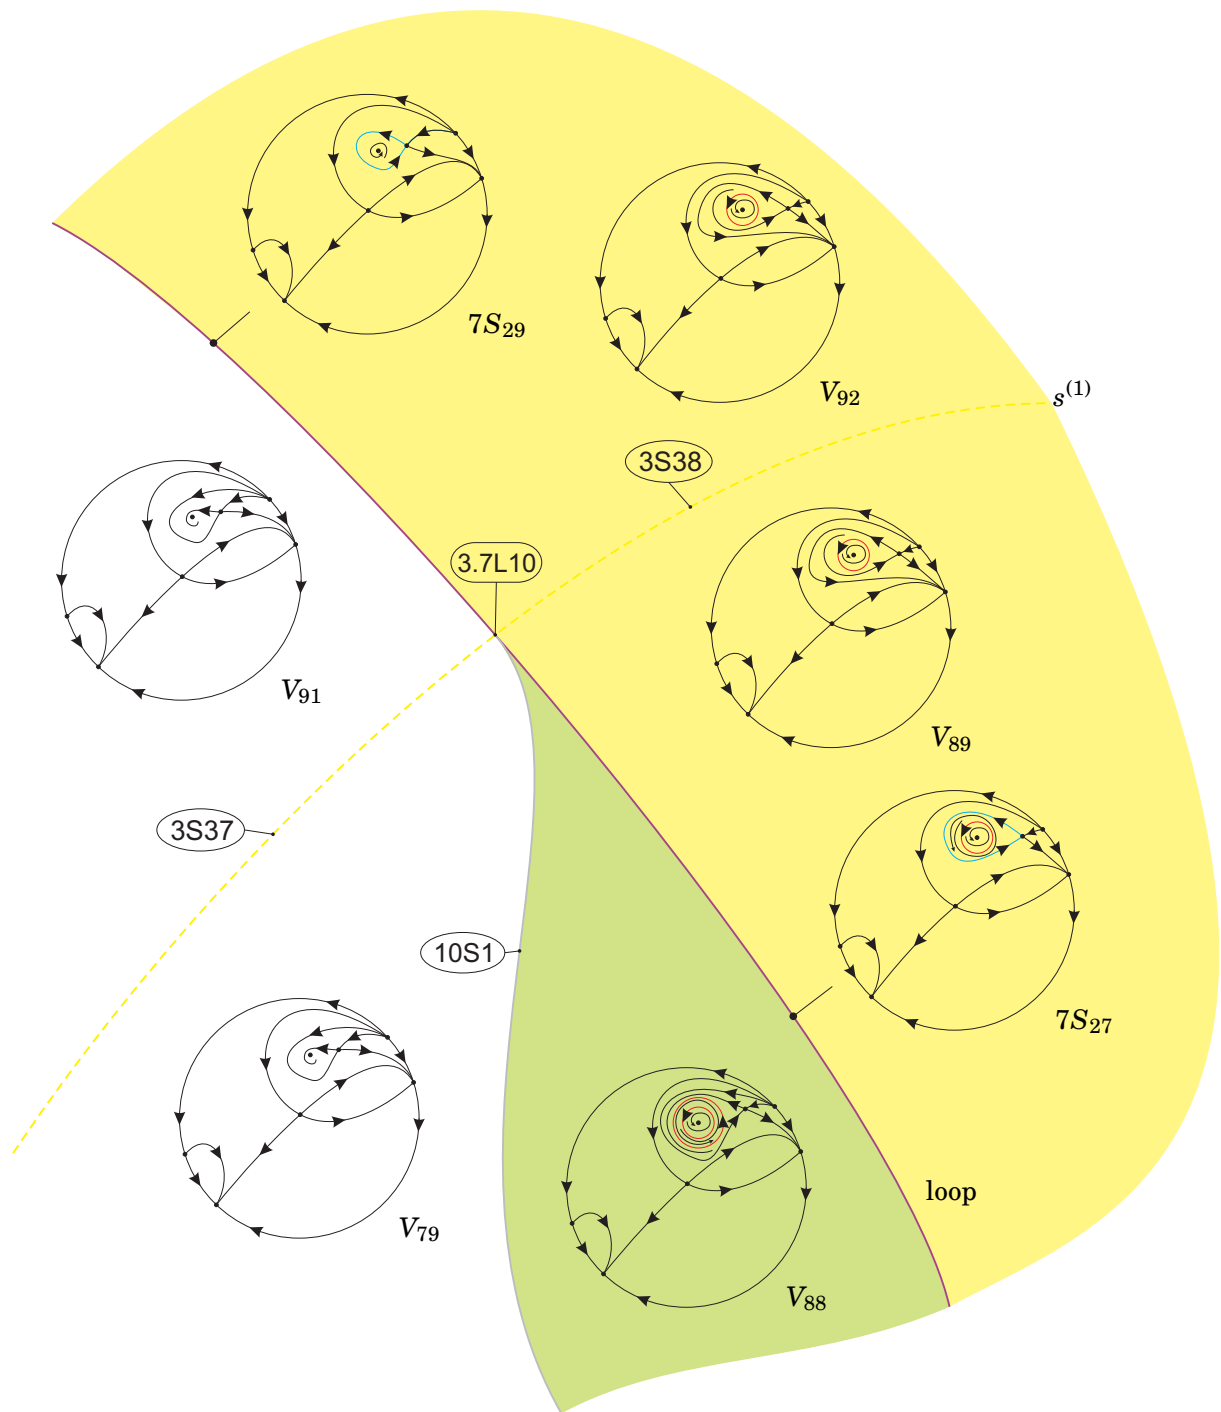 7S₂₉
V₉₂
s⁽¹⁾
3S38
3.7L10
V₉₁
V₈₉
3S37
10S1
7S₂₇
V₇₉
loop
V₈₈